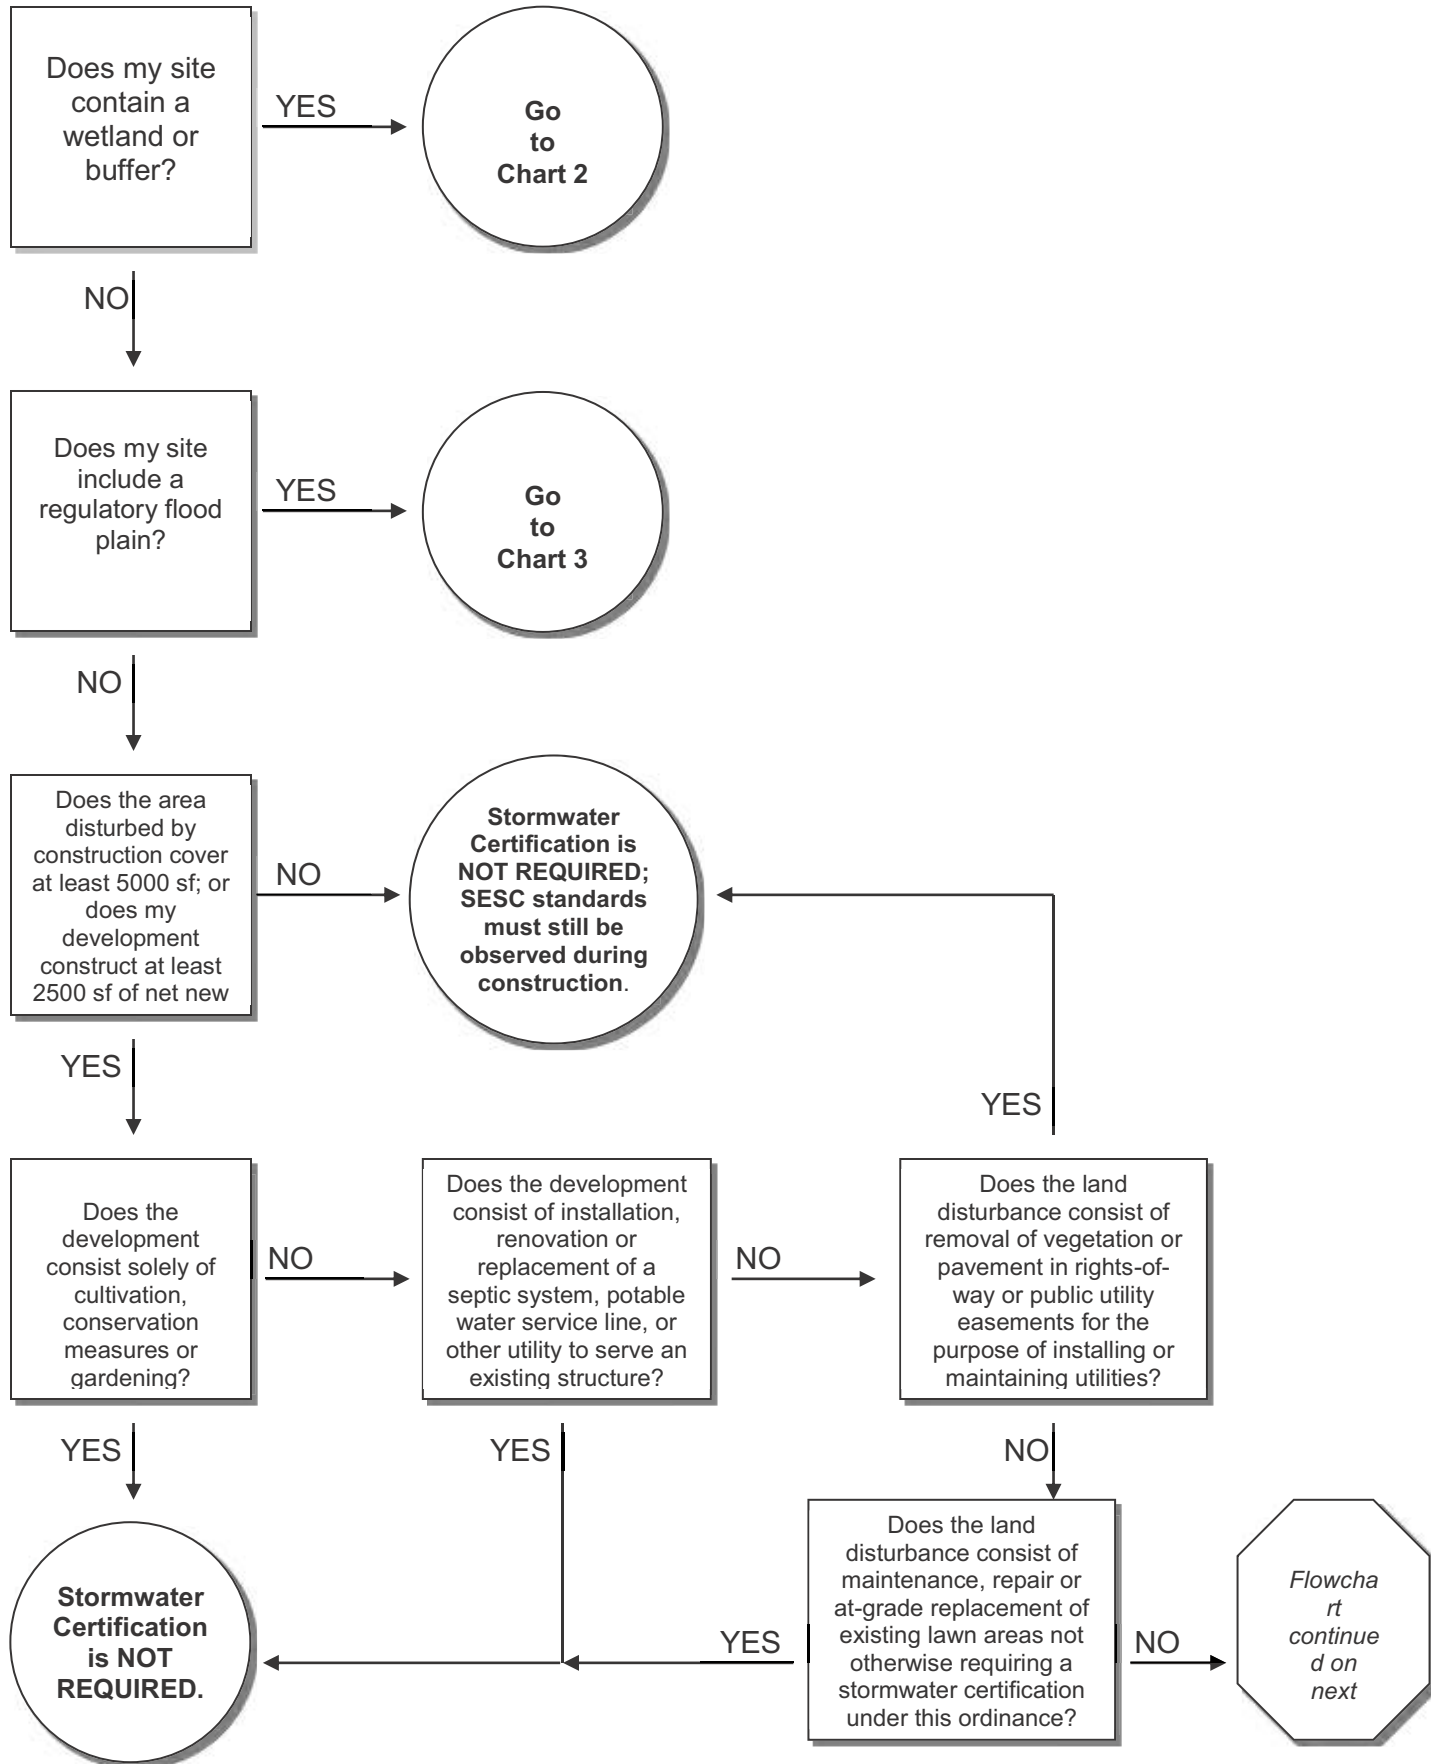 Does my site
contain a
wetland or
buffer?
YES
Go
to
Chart 2
NO
Does my site
include a
regulatory flood
plain?
YES
Go
to
Chart 3
NO
Does the area
disturbed by
construction cover
at least 5000 sf; or
does my
development
construct at least
2500 sf of net new
NO
Stormwater
Certification is
NOT REQUIRED;
SESC standards
must still be
observed during
construction.
YES
YES
Does the
development
consist solely of
cultivation,
conservation
measures or
gardening?
NO
Does the development
consist of installation,
renovation or
replacement of a
septic system, potable
water service line, or
other utility to serve an
existing structure?
NO
Does the land
disturbance consist of
removal of vegetation or
pavement in rights-of-
way or public utility
easements for the
purpose of installing or
maintaining utilities?
YES
YES
NO
Stormwater
Certification
is NOT
REQUIRED.
YES
Does the land
disturbance consist of
maintenance, repair or
at-grade replacement of
existing lawn areas not
otherwise requiring a
stormwater certification
under this ordinance?
NO
Flowcha
rt
continue
d on
next